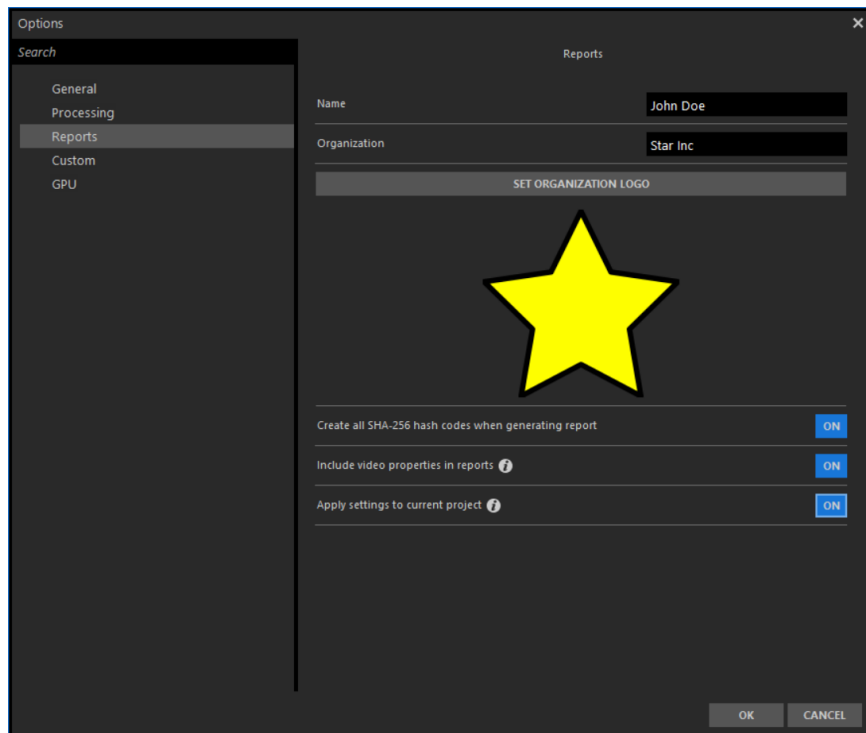 Options
Search
General
Processing
Reports
Custom
GPU
Reports
Name
John Doe
Organization
Star Inc
SET ORGANIZATION LOGO
Create all SHA-256 hash codes when generating report
ON
Include video properties in reports
ON
Apply settings to current project
ON
OK
CANCEL